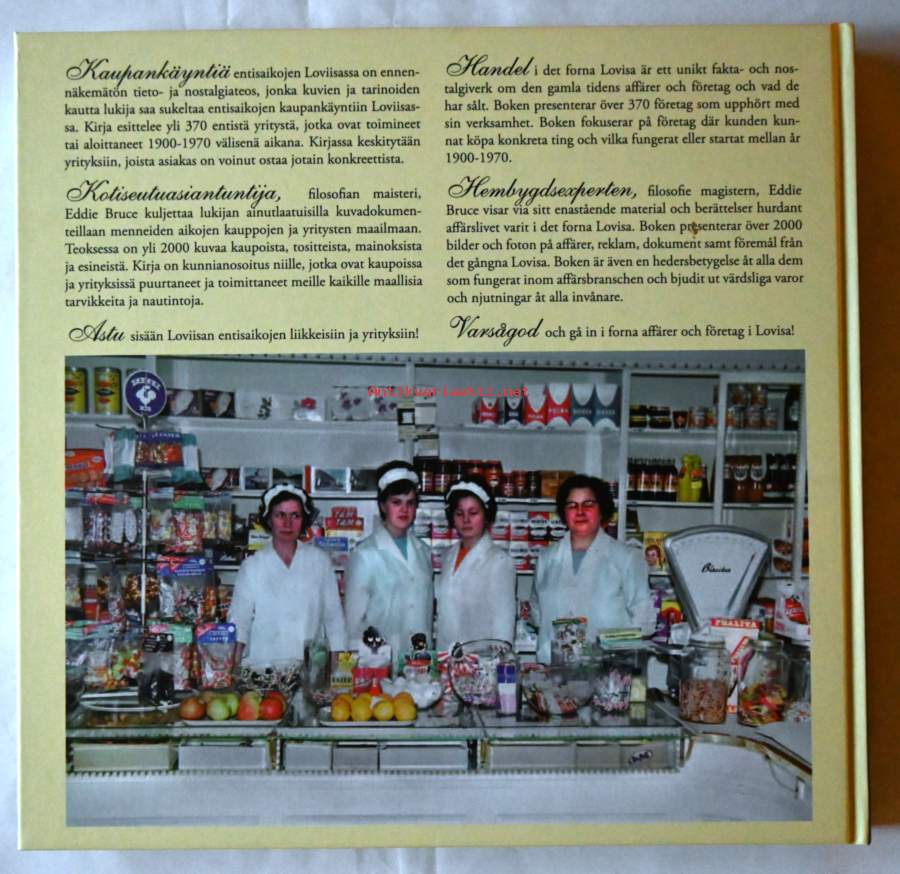 Kaupankäyntiä entisaikojen Loviisassa on ennen-
näkemätön tieto- ja nostalgiateos, jonka kuvien ja tarinoiden
kautta lukija saa sukeltaa entisaikojen kaupankäyntiin Loviisas-
sa. Kirja esittelee yli 370 entistä yritystä, jotka ovat toimineet
tai aloittaneet 1900-1970 välisenä aikana. Kirjassa keskitytään
yrityksiin, joista asiakas on voinut ostaa jotain konkreettista.
Kotiseutuasiantuntija, filosofian maisteri,
Eddie Bruce kuljettaa lukijan ainutlaatuisilla kuvadokumen-
teillaan menneiden aikojen kauppojen ja yritysten maailmaan.
Teoksessa on yli 2000 kuvaa kaupoista, tositteista, mainoksista
ja esineistä. Kirja on kunnianosoitus niille, jotka ovat kaupoissa
ja yrityksissä puurtaneet ja toimittaneet meille kaikille maallisia
tarvikkeita ja nautintoja.
Astu sisään Loviisan entisaikojen liikkeisiin ja yrityksiin!
Handel i det forna Lovisa är ett unikt fakta- och nos-
talgiverk om den gamla tidens affärer och företag och vad de
har sålt. Boken presenterar över 370 företag som upphört med
sin verksamhet. Boken fokuserar på företag där kunden kun-
nat köpa konkreta ting och vilka fungerat eller startat mellan år
1900-1970.
Hembygdsexperten, filosofie magistern, Eddie
Bruce visar via sitt enastående material och berättelser hurdant
affärslivet varit i det forna Lovisa. Boken presenterar över 2000
bilder och foton på affärer, reklam, dokument samt föremål från
det gångna Lovisa. Boken är även en hedersbetygelse åt alla dem
som fungerat inom affärsbranschen och bjudit ut värdsliga varor
och njutningar åt alla invånare.
Varsågod och gå in i forna affärer och företag i Lovisa!
Antikvariaatti.net
Bizerba